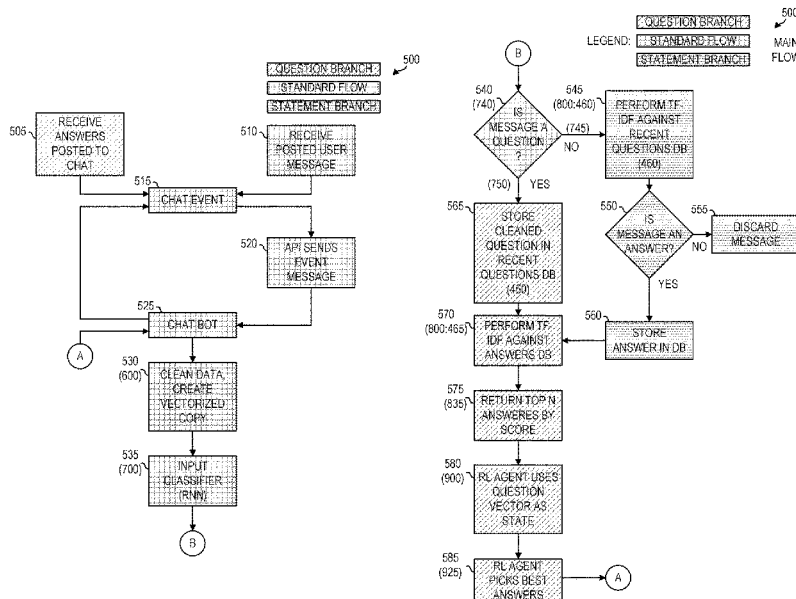 500
QUESTION BRANCH
STANDARD FLOW
STATEMENT BRANCH
505
RECEIVE
ANSWERS
POSTED TO
CHAT
510
RECEIVE
POSTED USER
MESSAGE
515
CHAT EVENT
520
API SENDS
EVENT
MESSAGE
525
CHAT BOT
A
530
(600)
CLEAN DATA,
CREATE
VECTORIZED
COPY
535
(700)
INPUT
CLASSIFIER
(RNN)
B
500
LEGEND:
QUESTION BRANCH
STANDARD FLOW
STATEMENT BRANCH
MAIN
FLOW
B
540
(740)
IS
MESSAGE A
QUESTION
?
(745)
NO
(750)
YES
545
(800:460)
PERFORM TF
IDF AGAINST
RECENT
QUESTIONS DB
(460)
550
IS
MESSAGE AN
ANSWER?
NO
YES
555
DISCARD
MESSAGE
560
STORE
ANSWER IN DB
565
STORE
CLEANED
QUESTION IN
RECENT
QUESTIONS DB
(460)
570
(800:465)
PERFORM TF
IDF AGAINST
ANSWERS DB
575
(835)
RETURN TOP N
ANSWERES BY
SCORE
580
(900)
RL AGENT USES
QUESTION
VECTOR AS
STATE
585
(925)
RL AGENT
PICKS BEST
ANSWERS
A